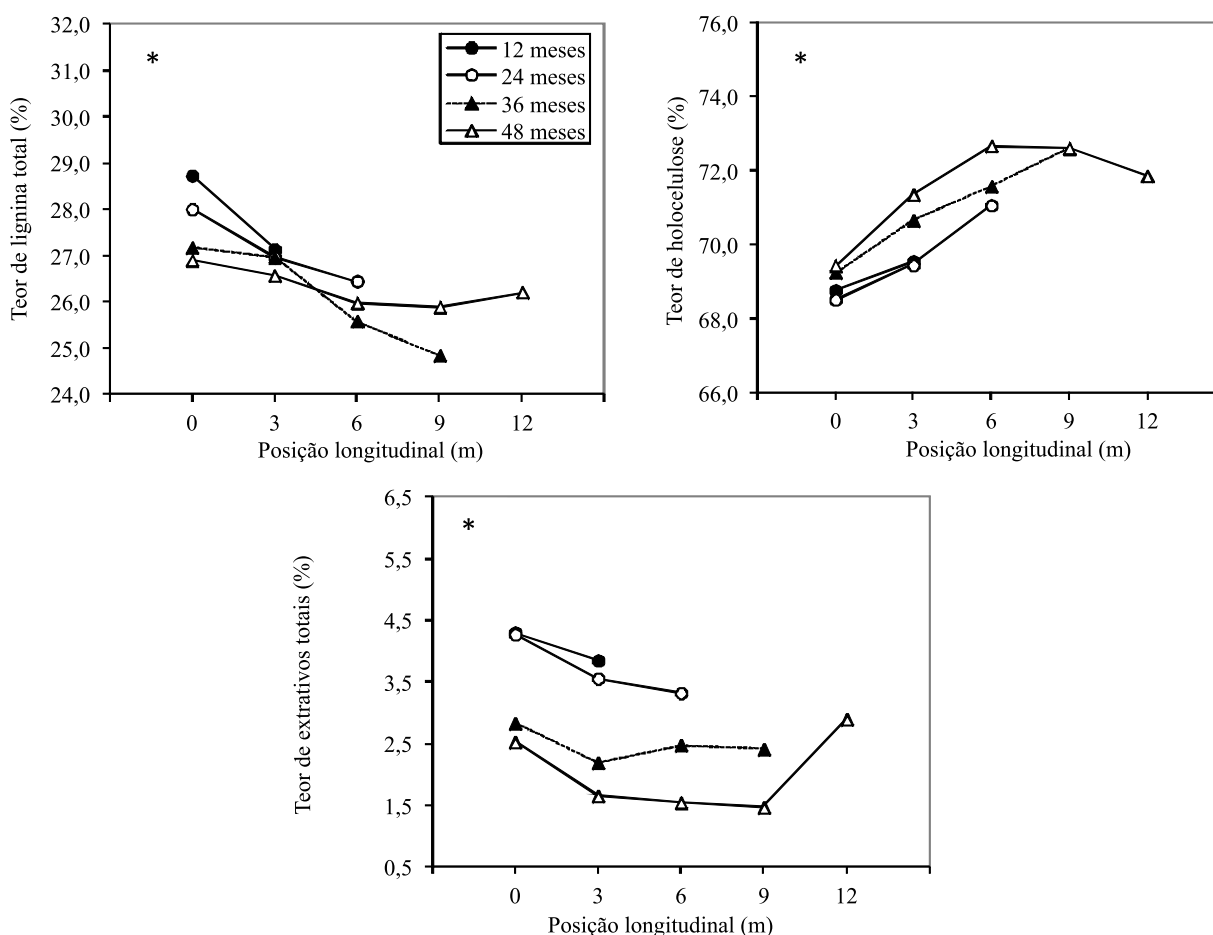 32,0
31,0
30,0
29,0
28,0
27,0
26,0
25,0
24,0
Teor de lignina total (%)
*
12 meses
24 meses
36 meses
48 meses
0 3 6 9 12
Posição longitudinal (m)
76,0
74,0
72,0
70,0
68,0
66,0
Teor de holocelulose (%)
*
0 3 6 9 12
Posição longitudinal (m)
6,5
5,5
4,5
3,5
2,5
1,5
0,5
Teor de extrativos totais (%)
*
0 3 6 9 12
Posição longitudinal (m)